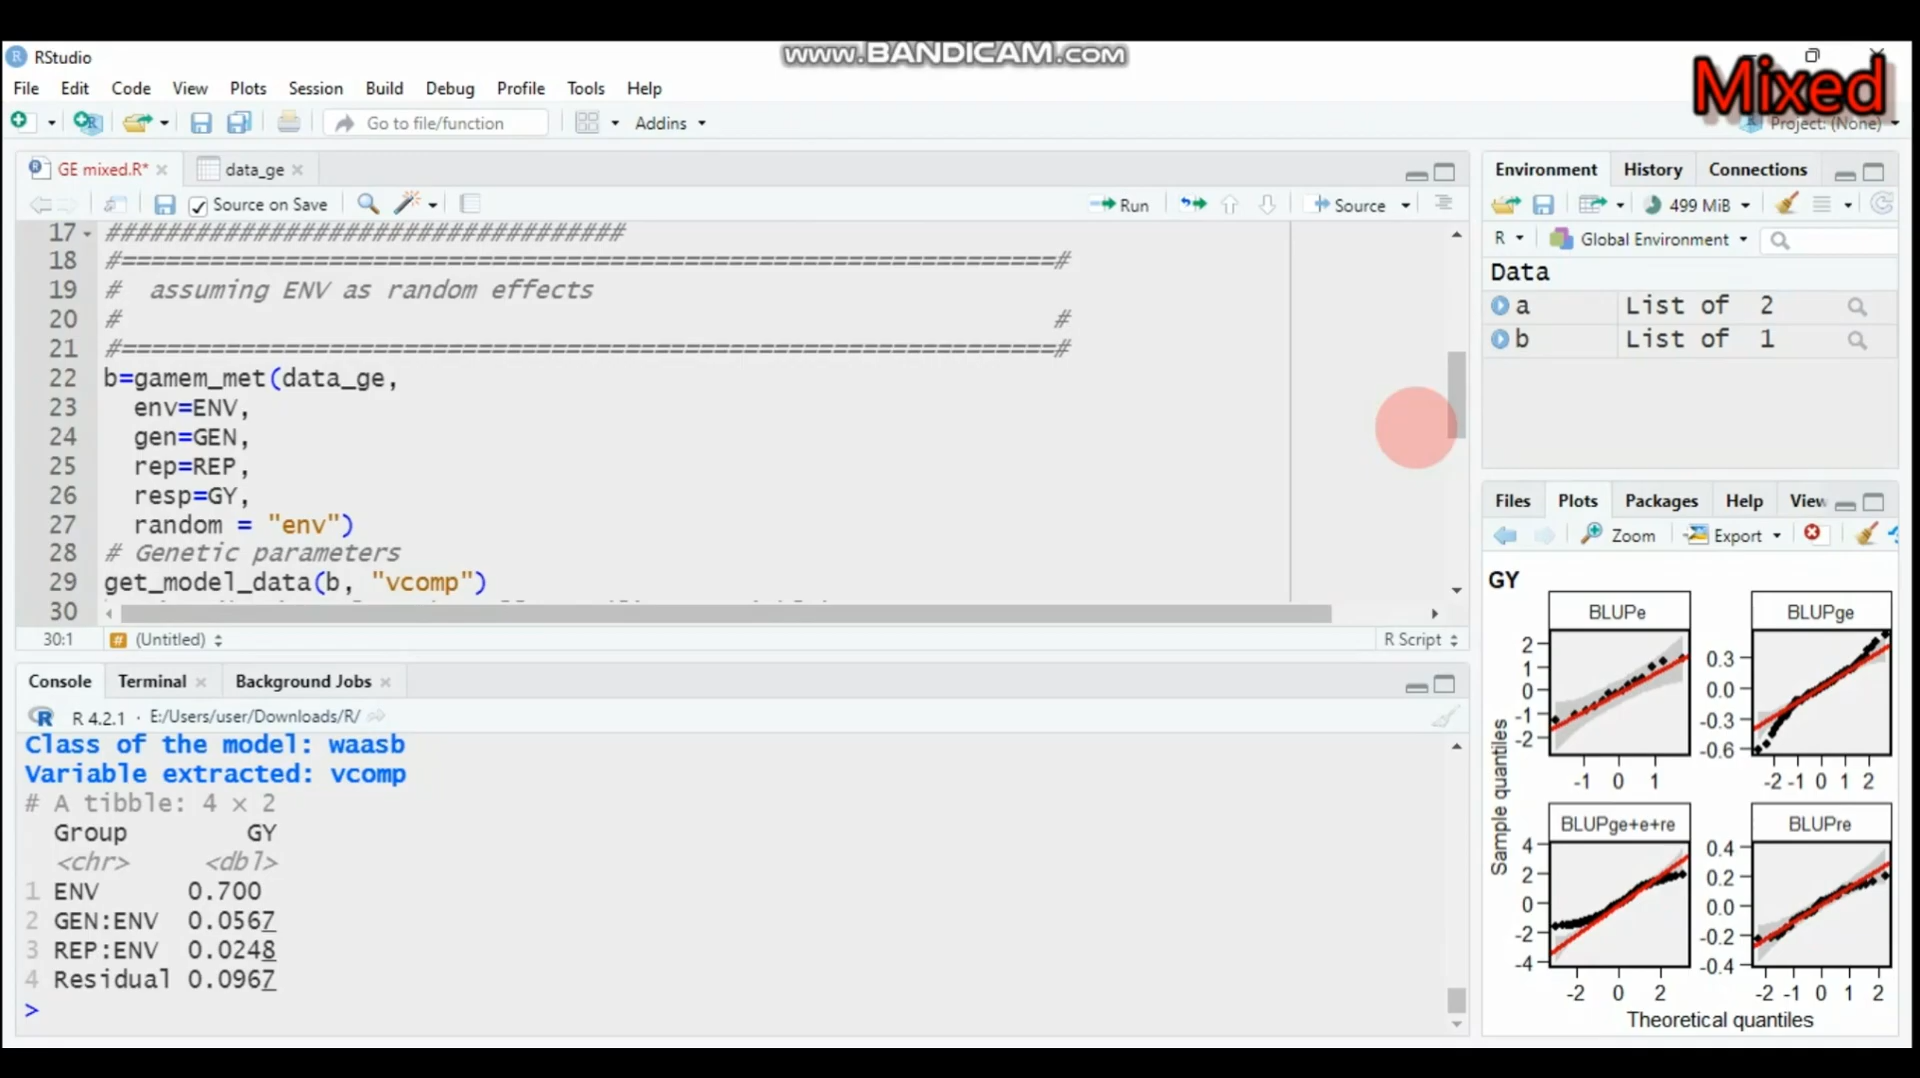 www.BANDICAM.com
RStudio
Mixed
File Edit Code View Plots Session Build Debug Profile Tools Help
Go to file/function
Addins
Project: (None)
GE mixed.R*
data_ge
Environment History Connections
Source on Save
Run
Source
499 MiB
R
Global Environment
17 ###################################
18 #===============================================================#
19 #  assuming ENV as random effects
20 # #
21 #===============================================================#
22 b=gamem_met(data_ge,
23 env=ENV,
24 gen=GEN,
25 rep=REP,
26 resp=GY,
27 random = "env")
28 # Genetic parameters
29 get_model_data(b, "vcomp")
30
30:1 # (Untitled) R Script
Data
a List of 2
b List of 1
Console Terminal Background Jobs
R 4.2.1 · E:/Users/user/Downloads/R/
Class of the model: waasb
Variable extracted: vcomp
# A tibble: 4 × 2
Group GY
<chr> <dbl>
1 ENV 0.700
2 GEN:ENV 0.0567
3 REP:ENV 0.0248
4 Residual 0.0967
>
Files Plots Packages Help View
Zoom Export
GY
BLUPe
2
1
0
-1
-2
-1 0 1
BLUPge
0.3
0.0
-0.3
-0.6
-2 -1 0 1 2
BLUPge+e+re
4
2
0
-2
-4
-2 0 2
BLUPre
0.4
0.2
0.0
-0.2
-0.4
-2 -1 0 1 2
Sample quantiles
Theoretical quantiles